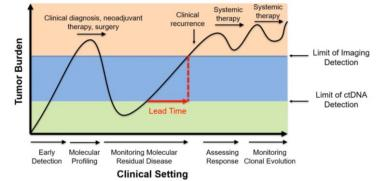 Clinical diagnosis, neoadjuvant
therapy, surgery
Clinical
recurrence
Systemic
therapy
Systemic
therapy
Tumor Burden
Limit of Imaging
Detection
Limit of ctDNA
Detection
Lead Time
Early
Detection
Molecular
Profiling
Monitoring Molecular
Residual Disease
Assessing
Response
Monitoring
Clonal Evolution
Clinical Setting